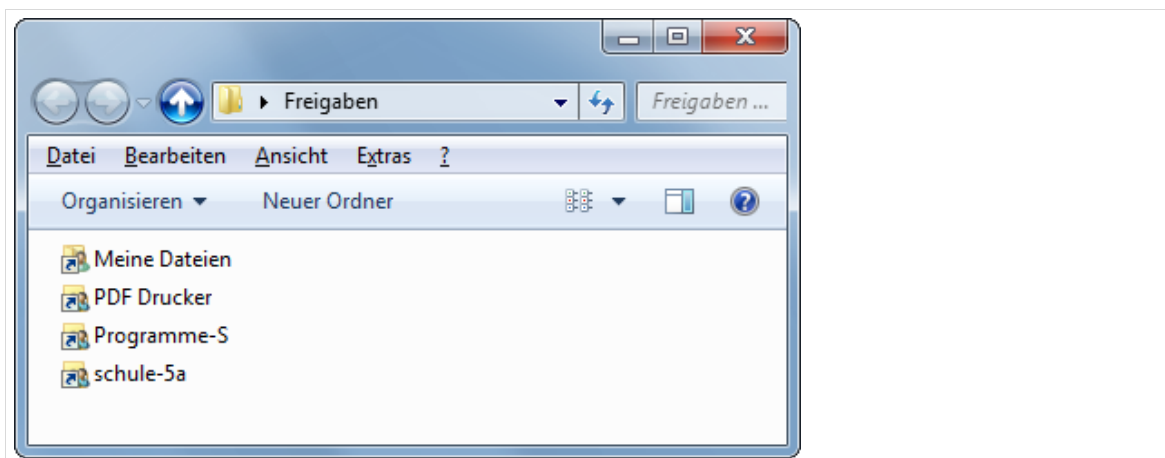 Freigaben Freigaben ...
Datei Bearbeiten Ansicht Extras ?
Organisieren Neuer Ordner
Meine Dateien
PDF Drucker
Programme-S
schule-5a